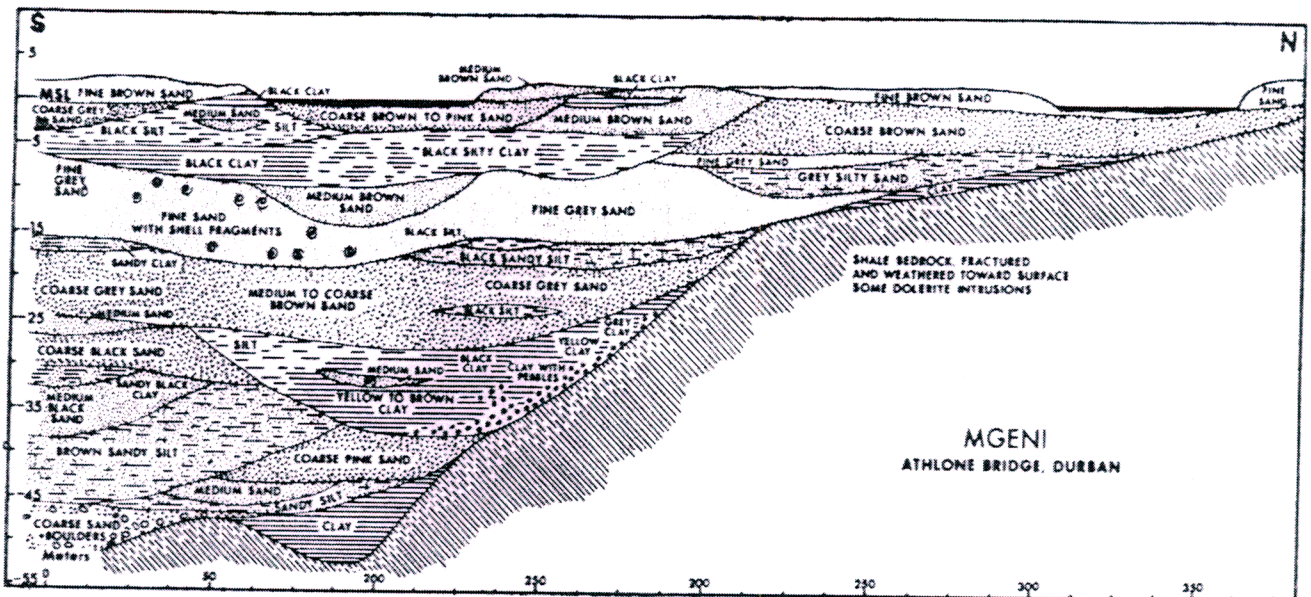 S
N
5
MEDIUM
BROWN SAND
BLACK CLAY
MSL
FINE BROWN SAND
BLACK CLAY
FINE BROWN SAND
FINE
SAND
COARSE GREY
SAND
MEDIUM SAND
COARSE BROWN TO PINK SAND
MEDIUM BROWN SAND
COARSE BROWN SAND
BLACK SILT
SILT
5
BLACK SILTY CLAY
BLACK CLAY
FINE GREY SAND
FINE
GREY
SAND
GREY SILTY SAND
CLAY
MEDIUM BROWN
SAND
FINE GREY SAND
FINE SAND
WITH SHELL FRAGMENTS
-15
BLACK SILT
BLACK SANDY SILT
SANDY CLAY
SHALE BEDROCK, FRACTURED
AND WEATHERED TOWARD SURFACE
SOME DOLERITE INTRUSIONS
COARSE GREY SAND
MEDIUM TO COARSE
BROWN SAND
COARSE GREY SAND
BLACK SILT
MEDIUM SAND
-25
GREY
CLAY
YELLOW
CLAY
SILT
COARSE BLACK SAND
BLACK
CLAY
CLAY WITH
PEBBLES
MEDIUM SAND
SANDY BLACK
CLAY
YELLOW TO BROWN
CLAY
MEDIUM
BLACK
SAND
-35
BROWN SANDY SILT
COARSE PINK SAND
MGENI
ATHLONE BRIDGE, DURBAN
MEDIUM SAND
SANDY SILT
-45
COARSE SAND
+BOULDERS
CLAY
Meters
-55
0
50
200
250
200
250
300
350